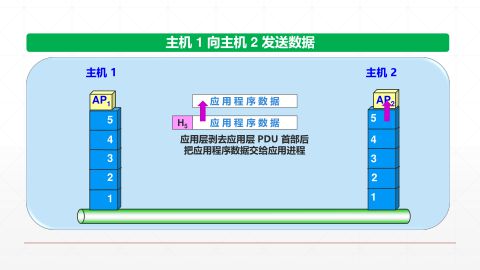 主机 1 向主机 2 发送数据
主机 1
主机 2
AP1
AP2
应 用 程 序 数 据
H5
应 用 程 序 数 据
应用层剥去应用层 PDU 首部后
把应用程序数据交给应用进程
5
4
3
2
1
5
4
3
2
1